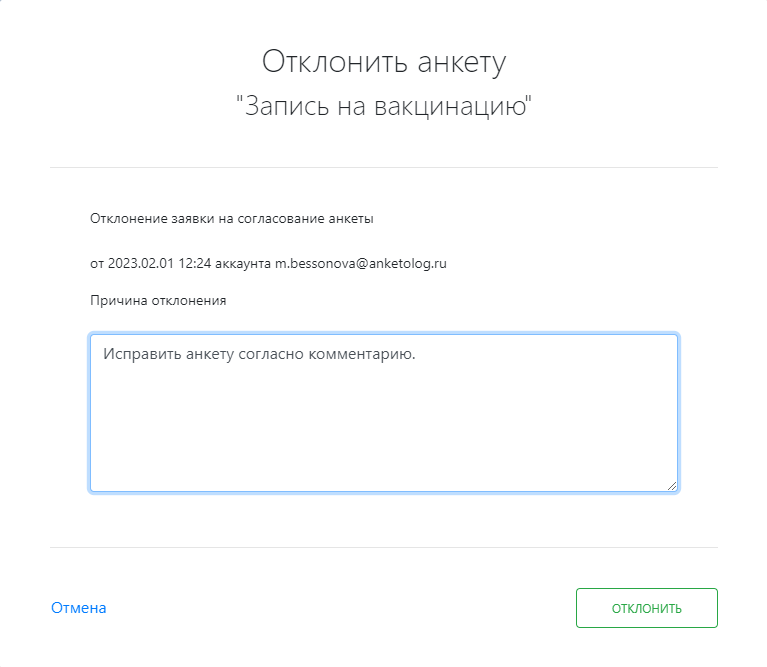 Отклонить анкету
"Запись на вакцинацию"
Отклонение заявки на согласование анкеты
от 2023.02.01 12:24 аккаунта m.bessonova@anketolog.ru
Причина отклонения
Исправить анкету согласно комментарию.
Отмена
ОТКЛОНИТЬ